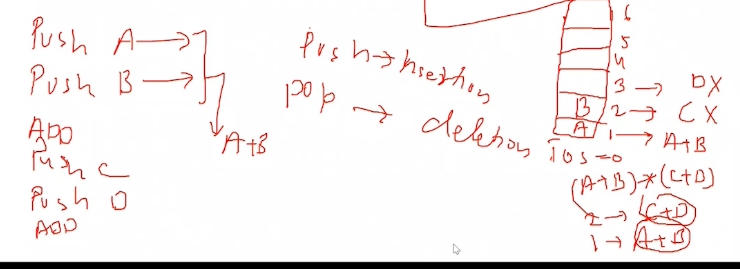 Push A →
Push B →
A+B
ADD
Push C
Push D
ADD
Push → Insertion
pop → deletion
6
5
4
3 → DX
B 2 → CX
A 1 → A+B
TOS = 0
(A+B)*(C+D)
2 → C+D
1 → A+B